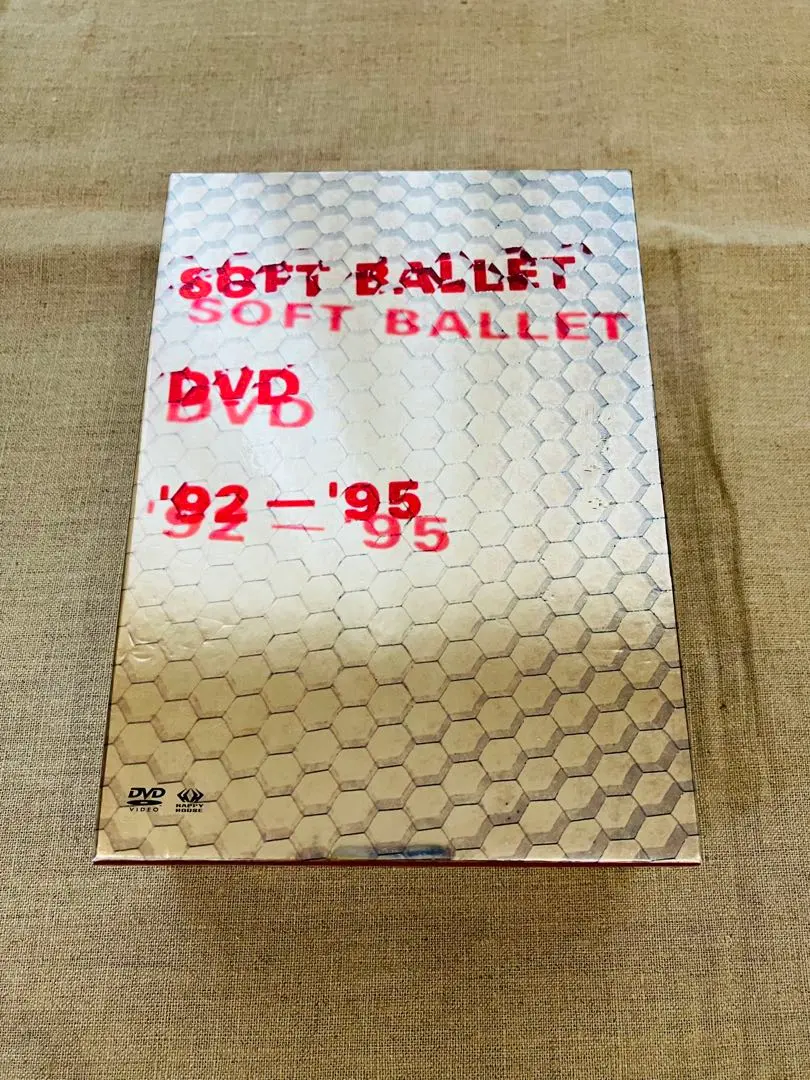 SOFT BALLET
SOFT BALLET
DVD
DVD
'92 — '95
'92 — '95
DVD
VIDEO
HAPPY
HOUSE